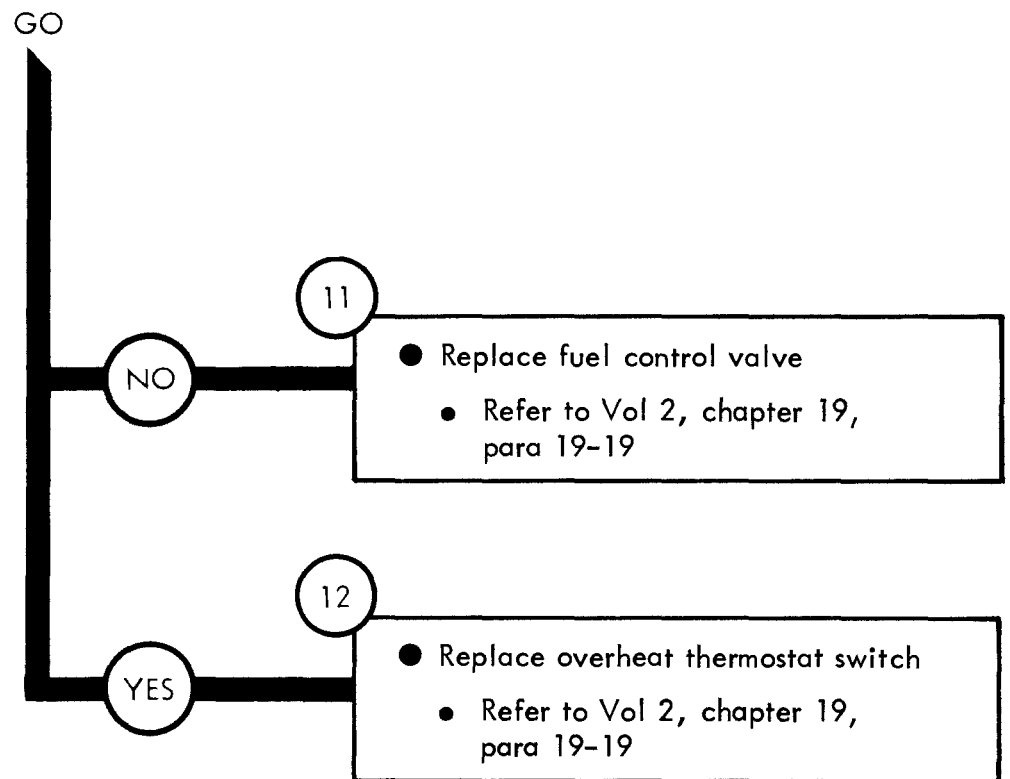 GO
11
NO
● Replace fuel control valve
● Refer to Vol 2, chapter 19,
para 19-19
12
YES
● Replace overheat thermostat switch
● Refer to Vol 2, chapter 19,
para 19-19